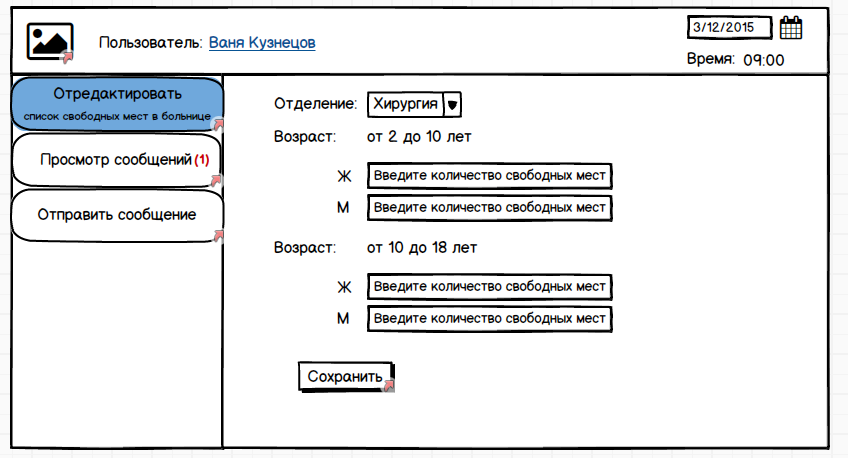 Пользователь: Ваня Кузнецов
3/12/2015
Время: 09:00
Отредактировать
список свободных мест в больнице
Просмотр сообщений (1)
Отправить сообщение
Отделение: Хирургия
Возраст: от 2 до 10 лет
Ж Введите количество свободных мест
М Введите количество свободных мест
Возраст: от 10 до 18 лет
Ж Введите количество свободных мест
М Введите количество свободных мест
Сохранить